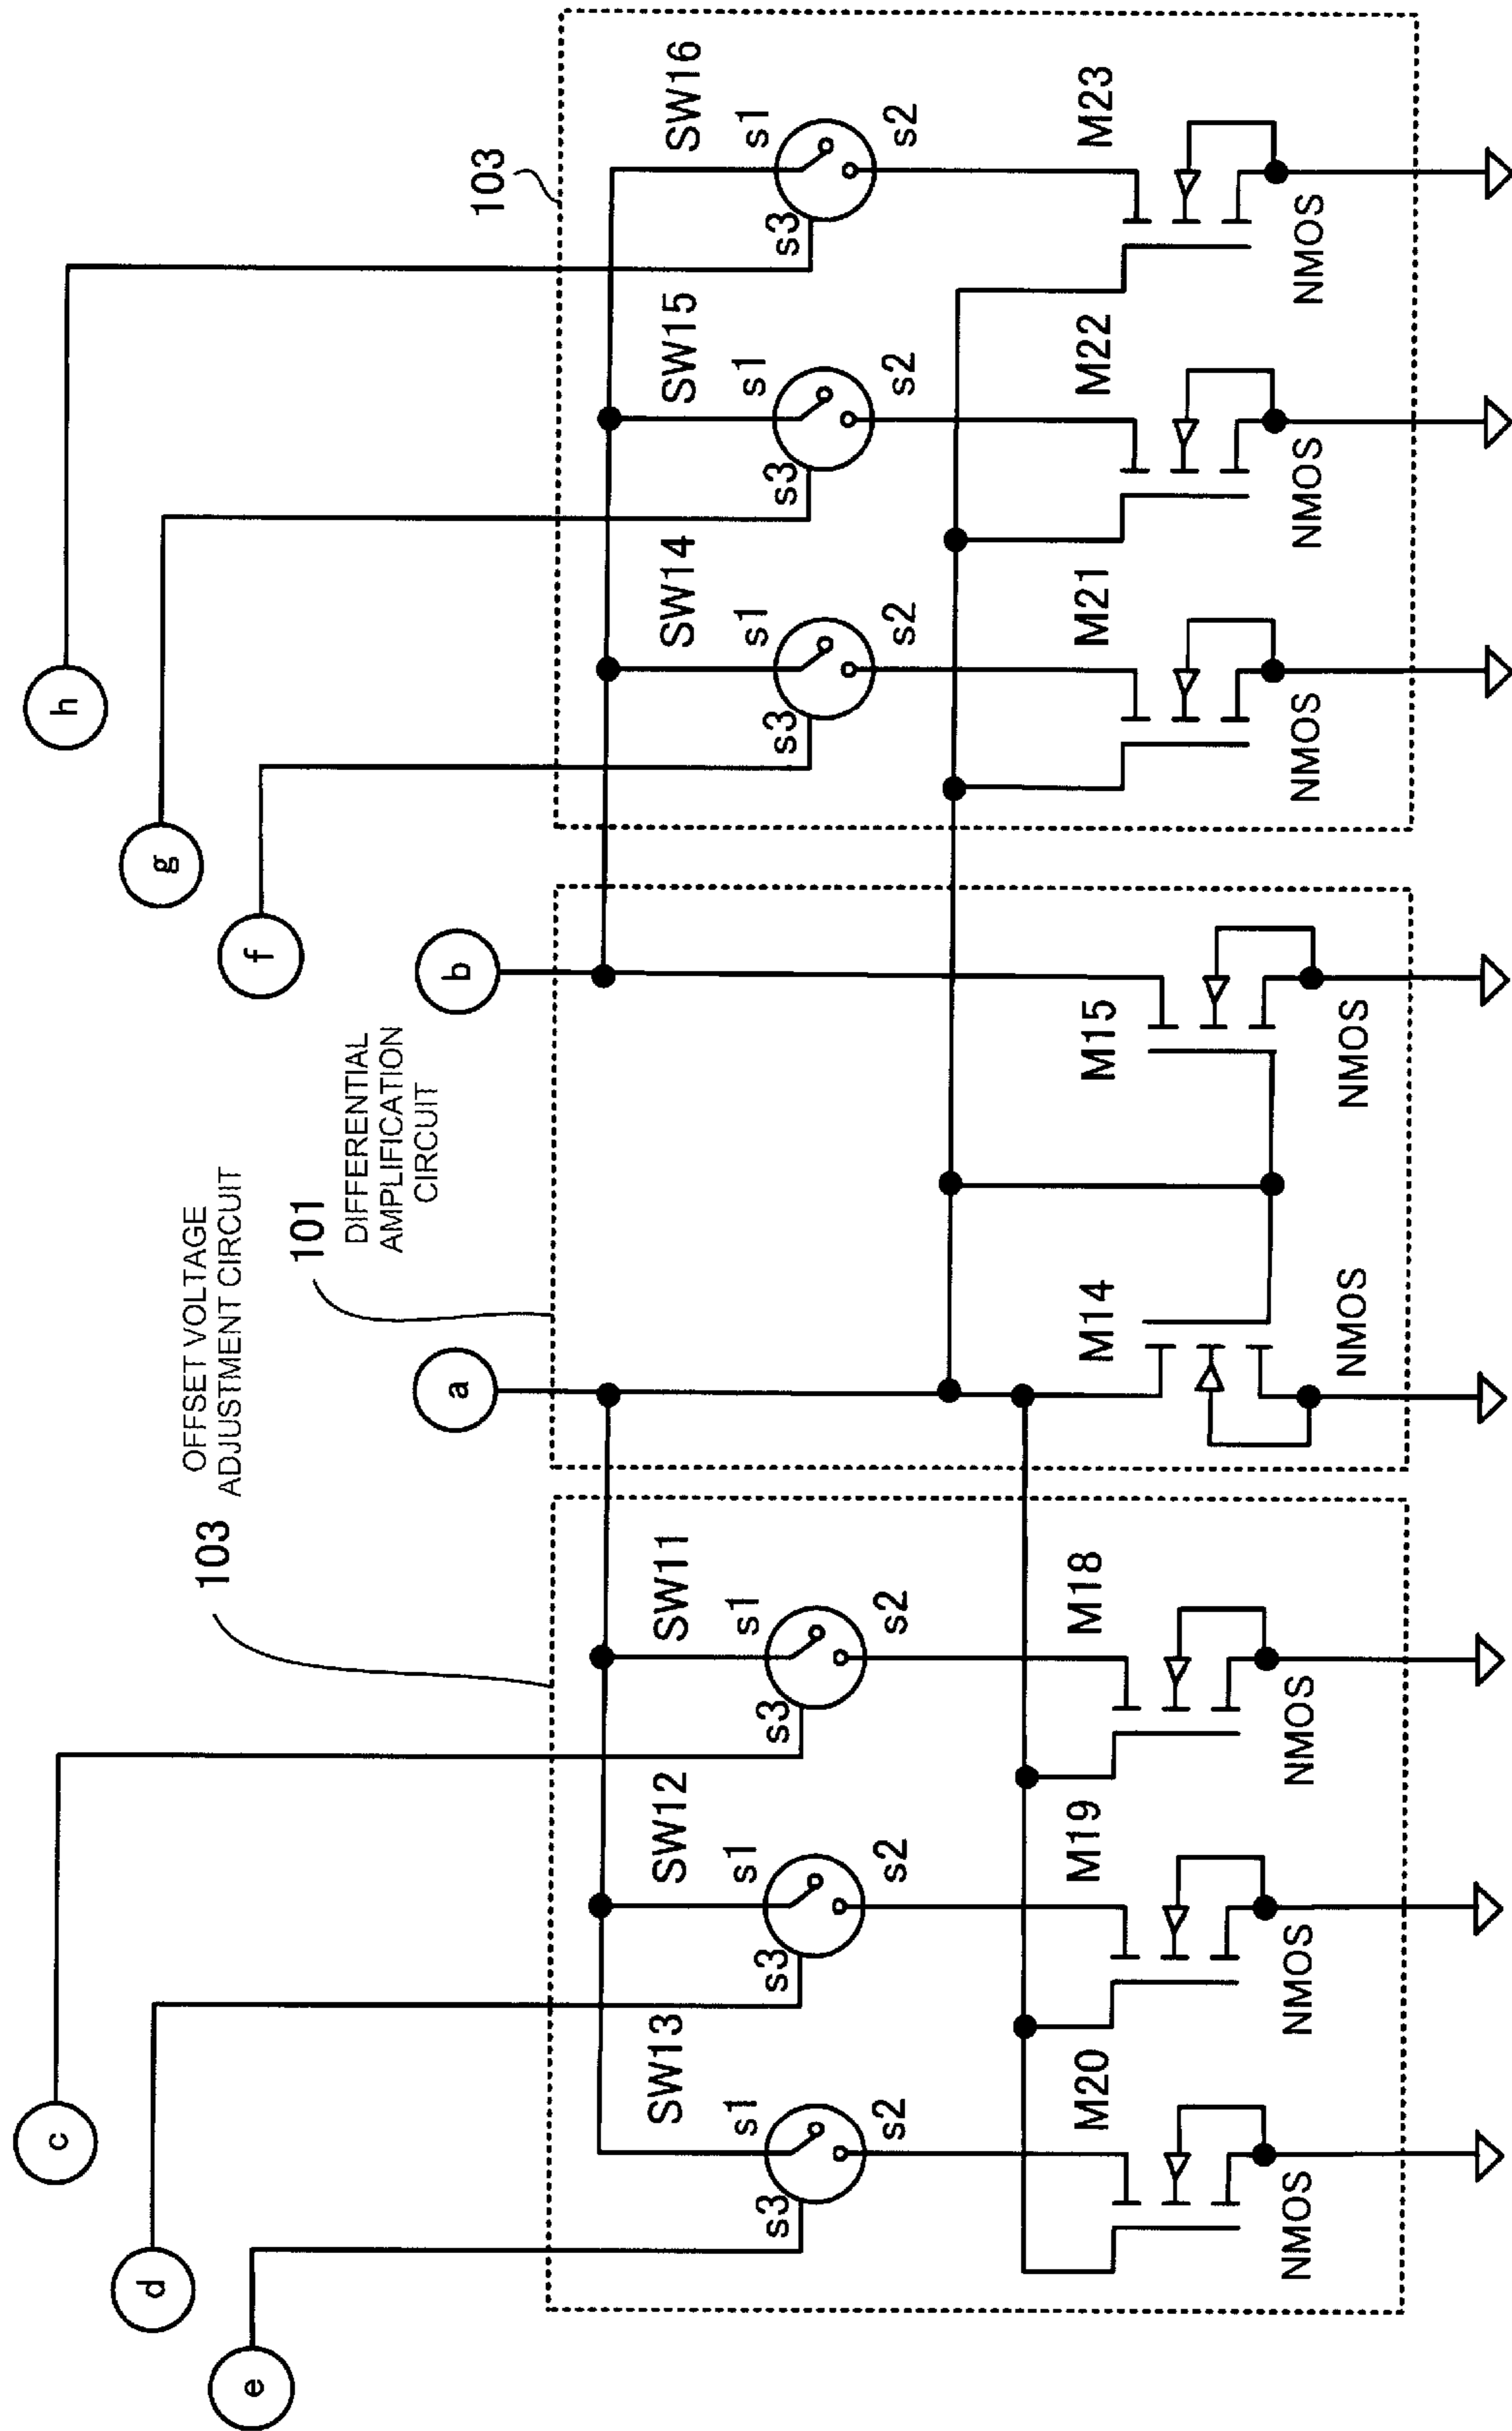 OFFSET VOLTAGE
ADJUSTMENT CIRCUIT
103
101
DIFFERENTIAL
AMPLIFICATION
CIRCUIT
103
c
d
e
a
b
f
g
h
SW13
s1
s3
s2
M20
NMOS
SW12
s1
s3
s2
M19
NMOS
SW11
s1
s3
s2
M18
NMOS
M14
NMOS
M15
NMOS
SW14
s1
s3
s2
M21
NMOS
SW15
s1
s3
s2
M22
NMOS
SW16
s1
s3
s2
M23
NMOS